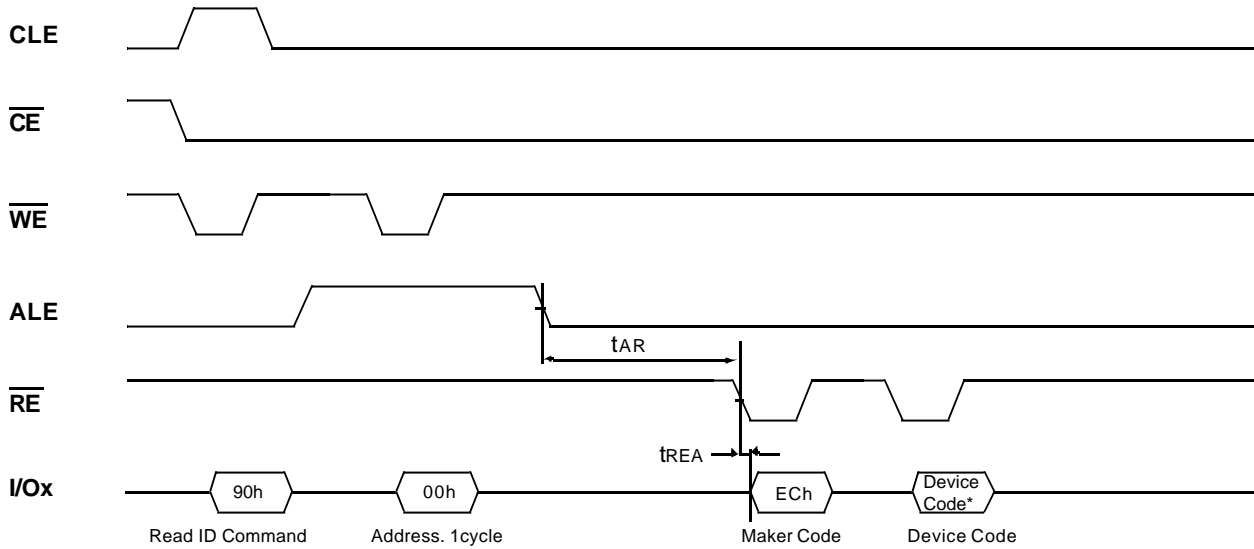 CLE
CE
WE
ALE
tAR
RE
tREA
I/Ox
90h
00h
ECh
Device
Code*
Read ID Command
Address. 1cycle
Maker Code
Device Code